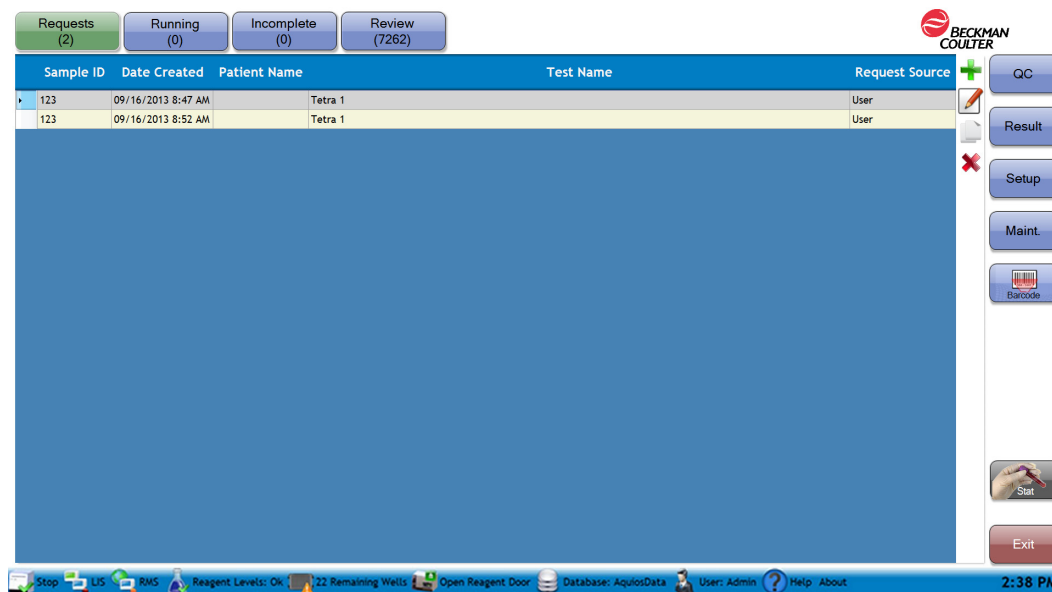 Requests
(2)
Running
(0)
Incomplete
(0)
Review
(7262)
BECKMAN
COULTER
Sample ID Date Created Patient Name Test Name Request Source
123 09/16/2013 8:47 AM Tetra 1 User
123 09/16/2013 8:52 AM Tetra 1 User
QC
Result
Setup
Maint.
Barcode
Stat
Exit
Stop LIS RMS Reagent Levels: Ok 22 Remaining Wells Open Reagent Door Database: AquiosData User: Admin ? Help About 2:38 PM